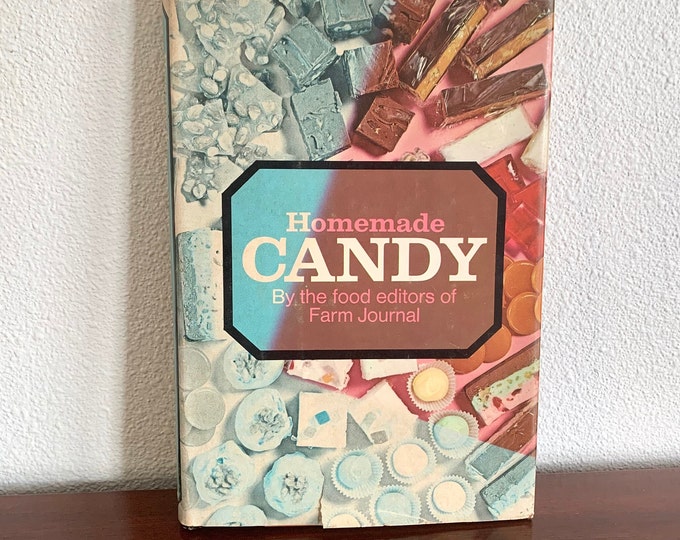 Homemade
CANDY
By the food editors of
Farm Journal